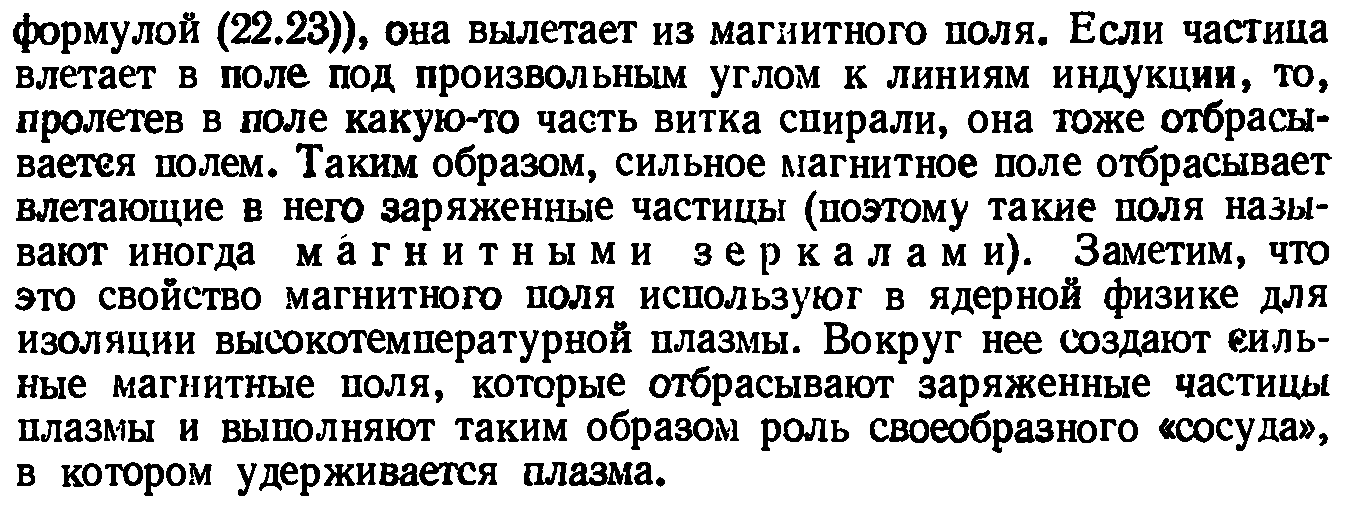 формулой (22.23)), она вылетает из магнитного поля. Если частица
влетает в поле под произвольным углом к линиям индукции, то,
пролетев в поле какую-то часть витка спирали, она тоже отбрасы-
вается полем. Таким образом, сильное магнитное поле отбрасывает
влетающие в него заряженные частицы (поэтому такие поля назы-
вают иногда м а́ г н и т н ы м и з е р к а л а м и). Заметим, что
это свойство магнитного поля используют в ядерной физике для
изоляции высокотемпературной плазмы. Вокруг нее создают силь-
ные магнитные поля, которые отбрасывают заряженные частицы
плазмы и выполняют таким образом роль своеобразного «сосуда»,
в котором удерживается плазма.